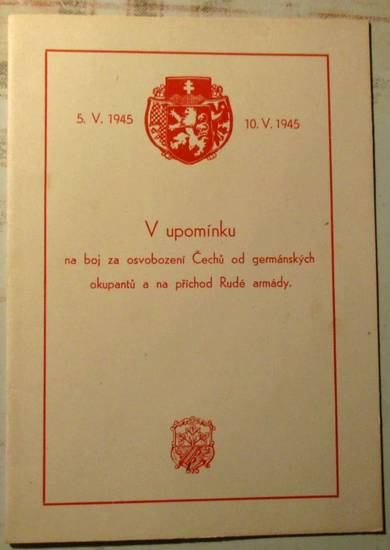 5. V. 1945
10. V. 1945
V upomínku
na boj za osvobození Čechů od germánských
okupantů a na příchod Rudé armády.